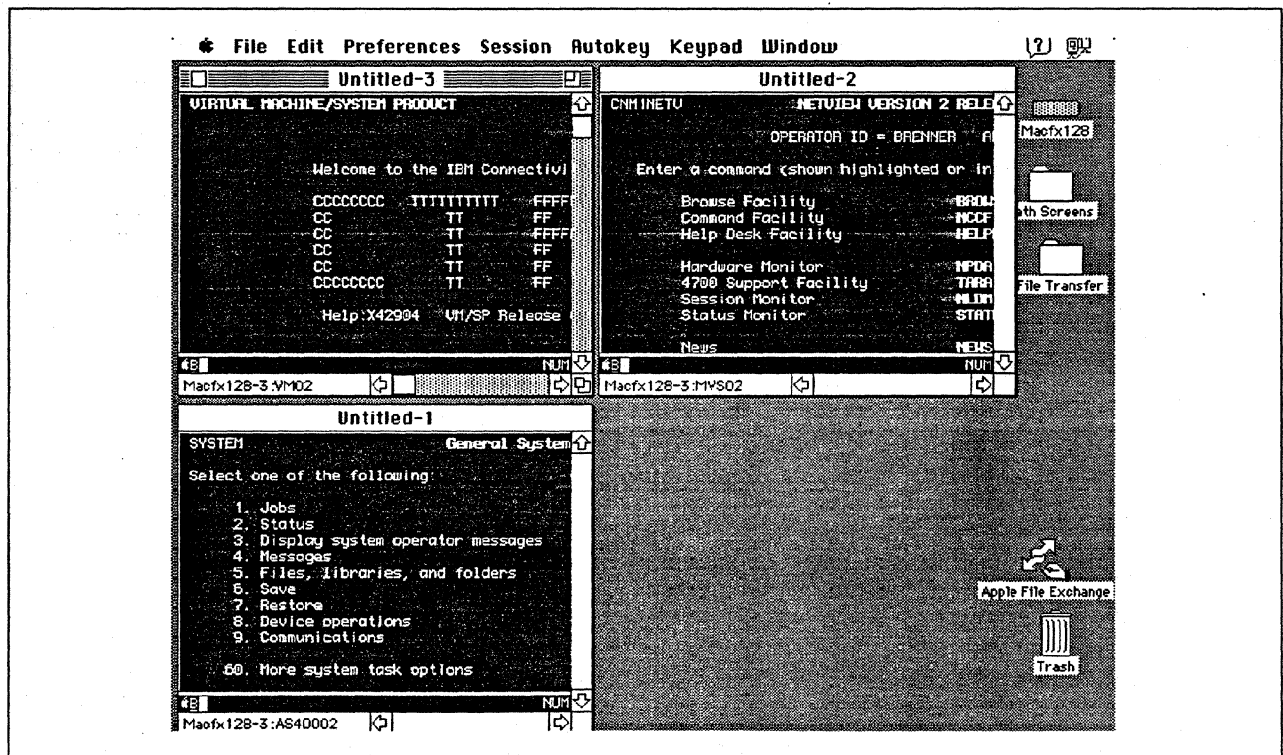 File Edit Preferences Session Autokey Keypad Window
Untitled-3
VIRTUAL MACHINE/SYSTEM PRODUCT
Welcome to the IBM Connectivi
CCCCCCCC TTTTTTTTTT FFFF
CC TT FF
CC TT FFFF
CC TT FF
CC TT FF
CCCCCCCC TT FF
Help:X42904 VM/SP Release
B NUM
Macfx128-3:VM02
Untitled-2
CNM1NETV NETVIEW VERSION 2 RELE
OPERATOR ID = BRENNER
Enter a command (shown highlighted or in
Browse Facility BROW
Command Facility NCCF
Help Desk Facility HELP
Hardware Monitor NPDA
4700 Support Facility TARA
Session Monitor NLDM
Status Monitor STAT
News NEWS
B NUM
Macfx128-3:MVS02
Untitled-1
SYSTEM General System
Select one of the following:
1. Jobs
2. Status
3. Display system operator messages
4. Messages
5. Files, libraries, and folders
6. Save
7. Restore
8. Device operations
9. Communications
60. More system task options
B NUM
Macfx128-3:AS40002
Macfx128
eth Screens
File Transfer
Apple File Exchange
Trash